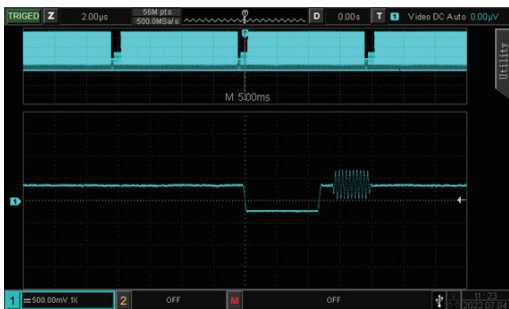 TRIGED Z 2.00μs 56M pts 500.0MSa/s D 0.00s T 1 Video DC Auto 0.00μV
Utility
M: 5.00ms
1
1 500.00mV 1X 2 OFF M OFF 11:23
2022.07.04